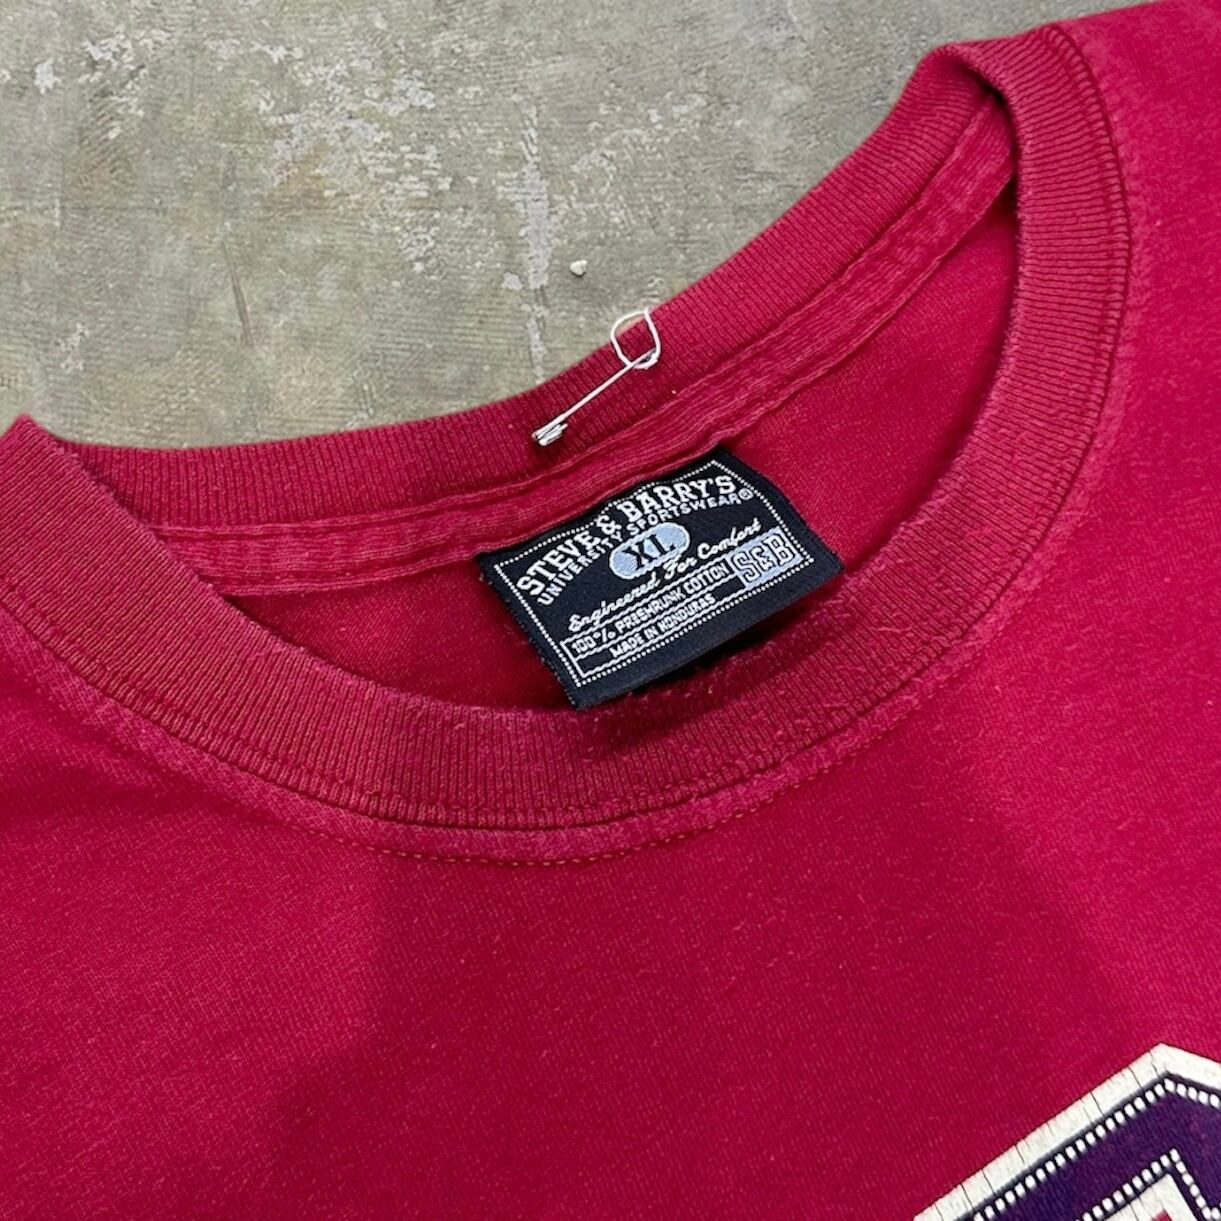 STEVE & BARRY'S
UNIVERSITY SPORTSWEAR®
XL
Engineered For Comfort
100% PRESHRUNK COTTON
S&B
MADE IN HONDURAS